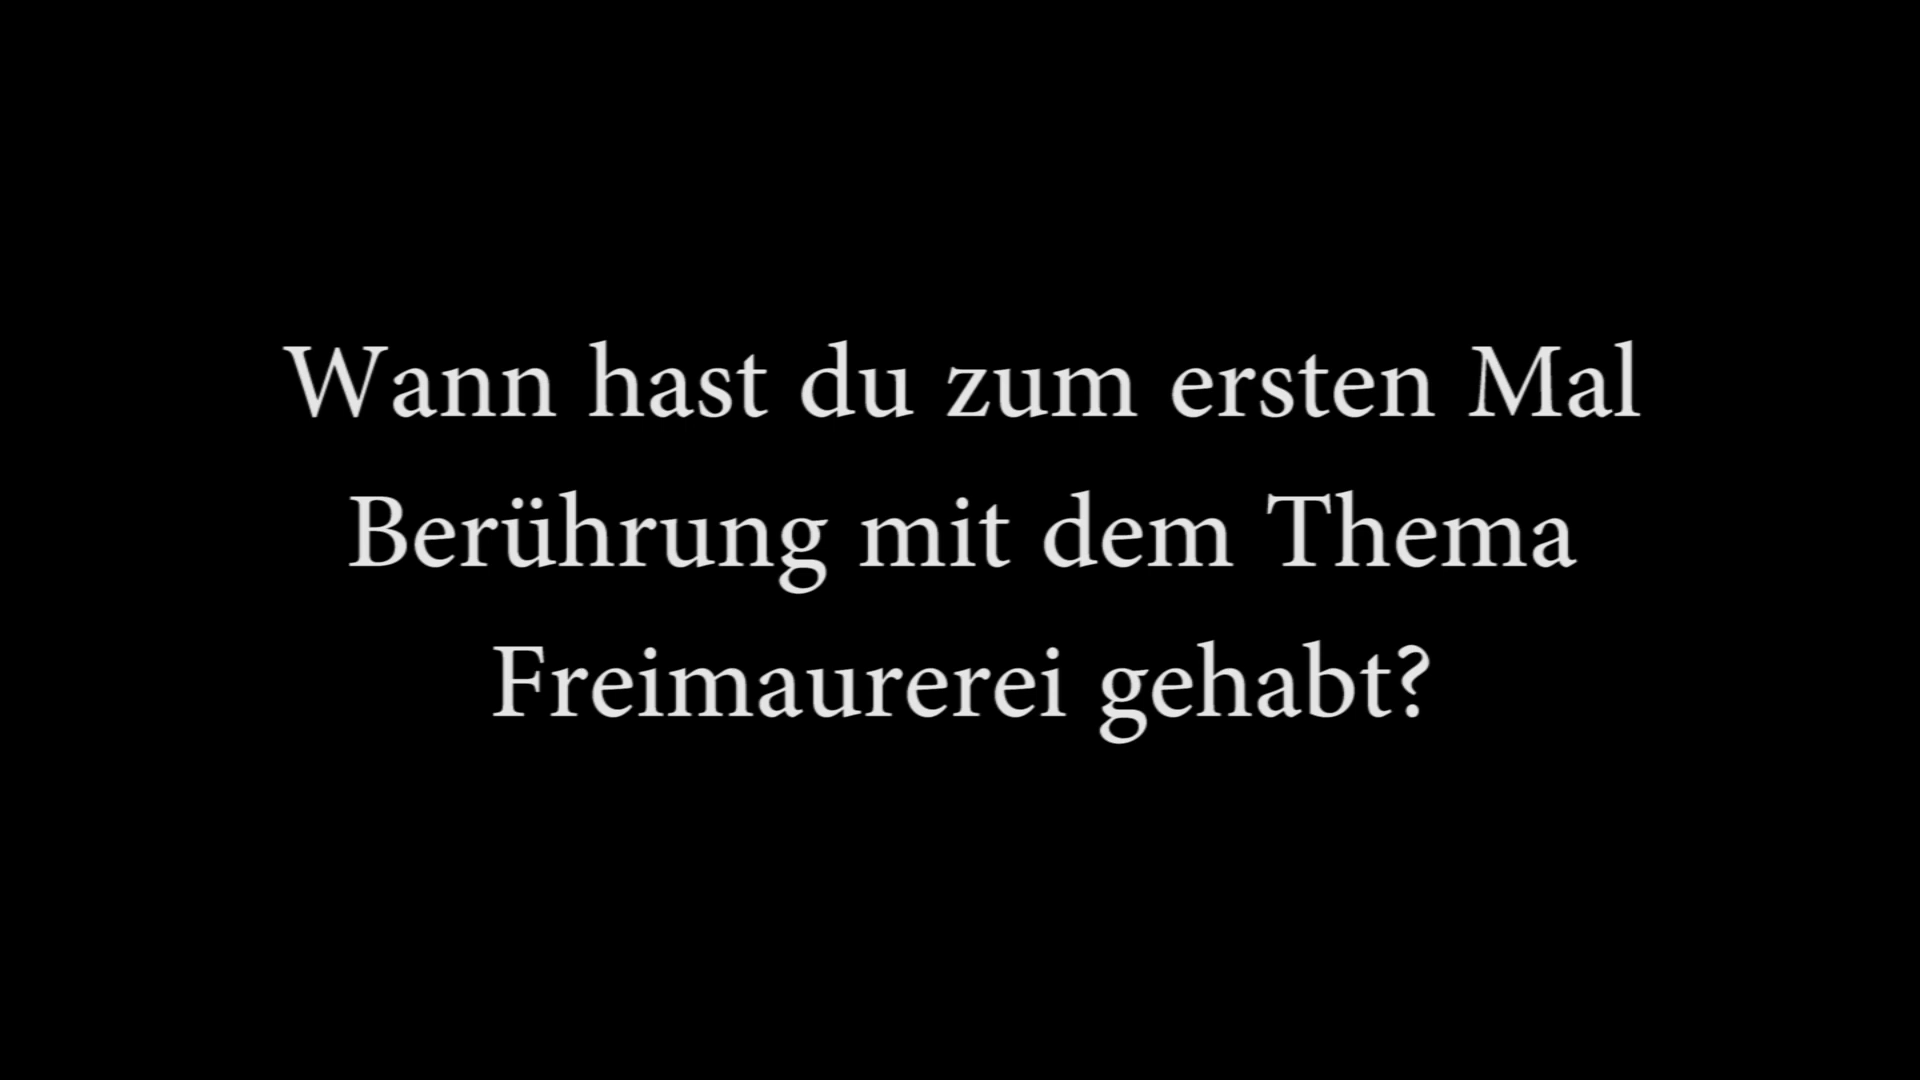 Wann hast du zum ersten Mal
Berührung mit dem Thema
Freimaurerei gehabt?